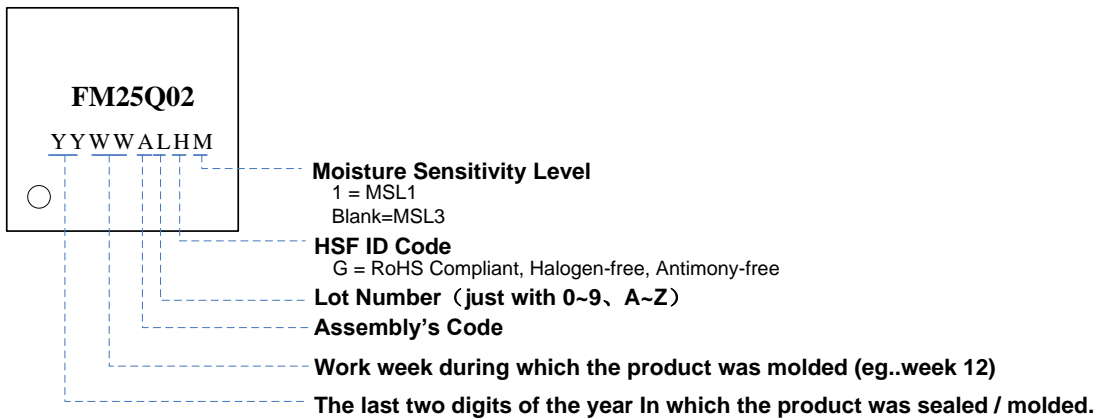 FM25Q02
YYWWALHM
Moisture Sensitivity Level
1 = MSL1
Blank=MSL3
HSF ID Code
G = RoHS Compliant, Halogen-free, Antimony-free
Lot Number（just with 0~9、A~Z）
Assembly's Code
Work week during which the product was molded (eg..week 12)
The last two digits of the year In which the product was sealed / molded.